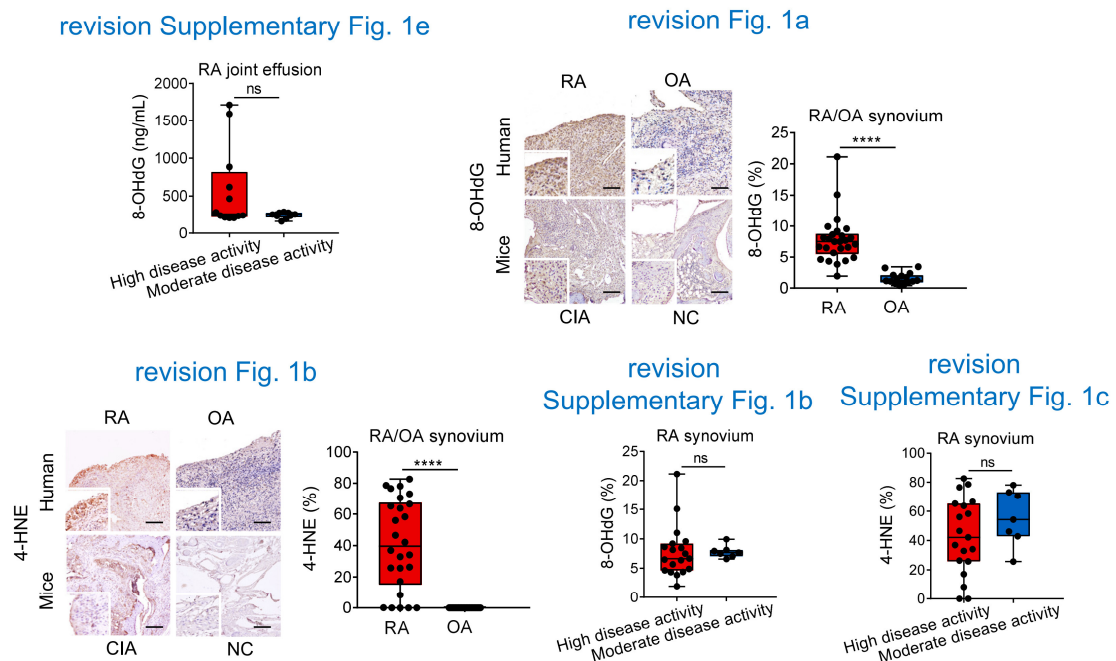 revision Supplementary Fig. 1e
RA joint effusion
ns
8-OHdG (ng/mL)
2000
1500
1000
500
0
High disease activity
Moderate disease activity
revision Fig. 1a
RA
OA
8-OHdG
Human
Mice
CIA
NC
RA/OA synovium
****
8-OHdG (%)
25
20
15
10
5
0
RA
OA
revision Fig. 1b
RA
OA
4-HNE
Human
Mice
CIA
NC
RA/OA synovium
****
4-HNE (%)
100
80
60
40
20
0
RA
OA
revision
Supplementary Fig. 1b
RA synovium
ns
8-OHdG (%)
25
20
15
10
5
0
High disease activity
Moderate disease activity
revision
Supplementary Fig. 1c
RA synovium
ns
4-HNE (%)
100
80
60
40
20
0
High disease activity
Moderate disease activity